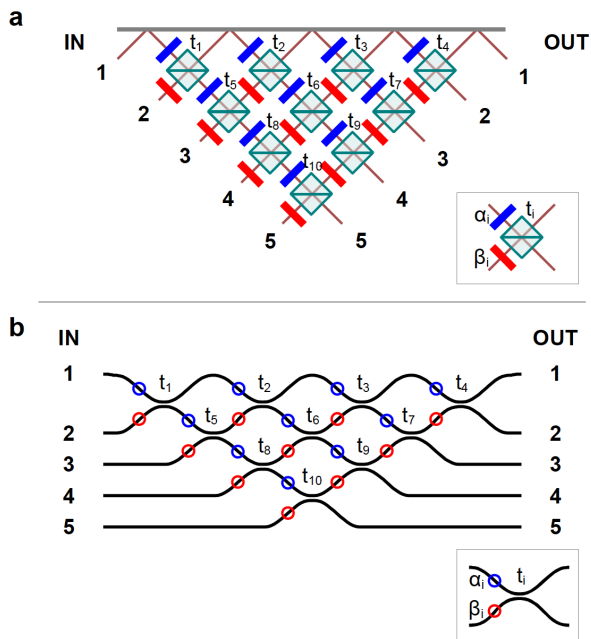 a
IN
OUT
t1 t2 t3 t4
1
1
t5 t6 t7
2
2
t8 t9
3
3
t10
4
4
5
5
αi ti
βi
b
IN
OUT
1 t1 t2 t3 t4 1
t5 t6 t7
2 2
t8 t9
3 3
t10
4 4
5 5
αi ti
βi